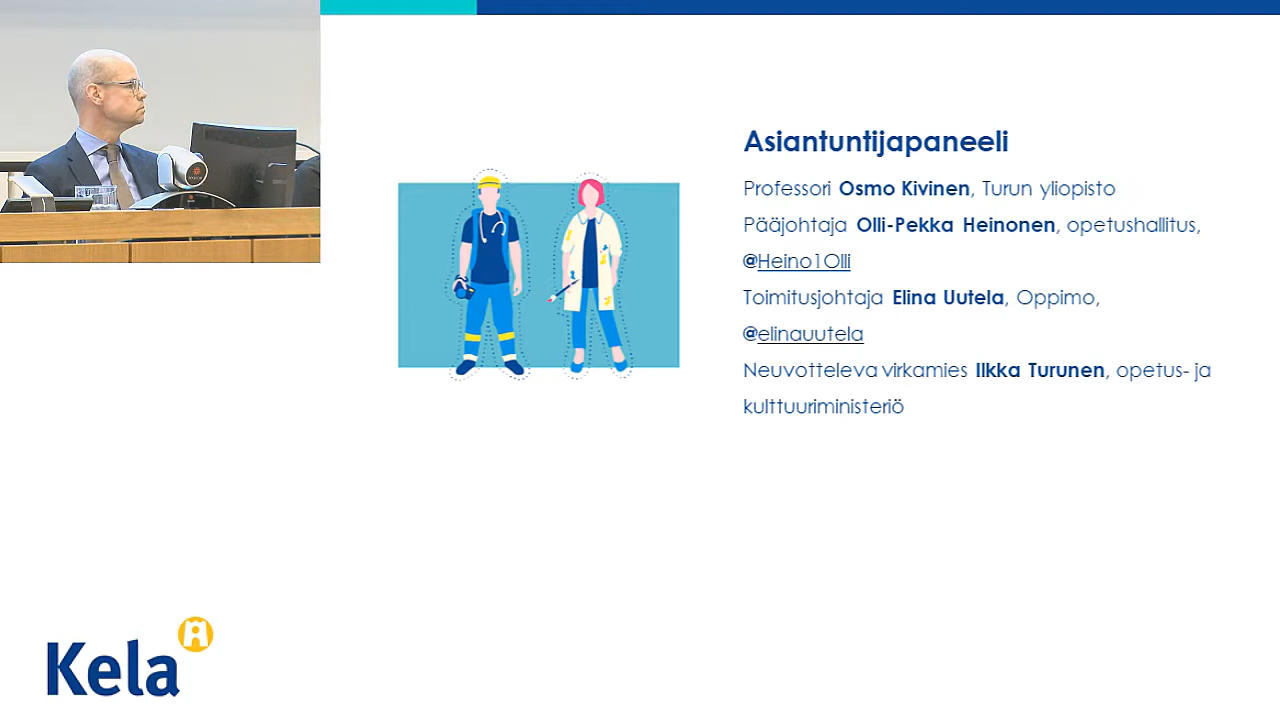 Asiantuntijapaneeli
Professori Osmo Kivinen, Turun yliopisto
Pääjohtaja Olli-Pekka Heinonen, opetushallitus,
@Heino1Olli
Toimitusjohtaja Elina Uutela, Oppimo,
@elinauutela
Neuvotteleva virkamies Ilkka Turunen, opetus- ja
kulttuuriministeriö
Kela